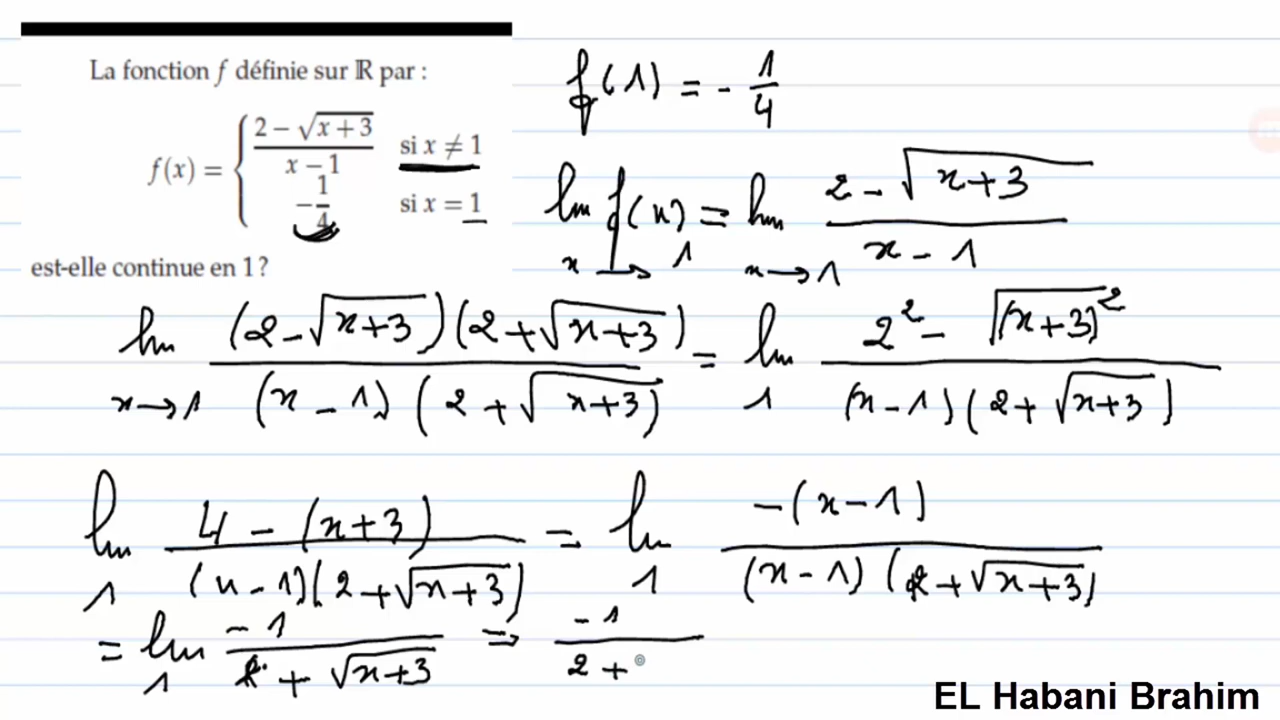 La fonction f définie sur ℝ par :
f(x) = { (2 − √(x + 3))/(x − 1) si x ≠ 1
−1/4 si x = 1
est-elle continue en 1 ?
f(1) = - 1/4
lim x→1 f(x) = lim x→1 (2 - √(x+3))/(x - 1)
lim x→1 ((2 - √(x+3))(2 + √(x+3)))/((x - 1)(2 + √(x+3))) = lim 1 (2² - √(x+3)²)/((x - 1)(2 + √(x+3)))
lim 1 (4 - (x+3))/((x - 1)(2 + √(x+3))) = lim 1 (-(x - 1))/((x - 1)(2 + √(x+3)))
= lim 1 (-1)/(2 + √(x+3)) => (-1)/(2 +
EL Habani Brahim